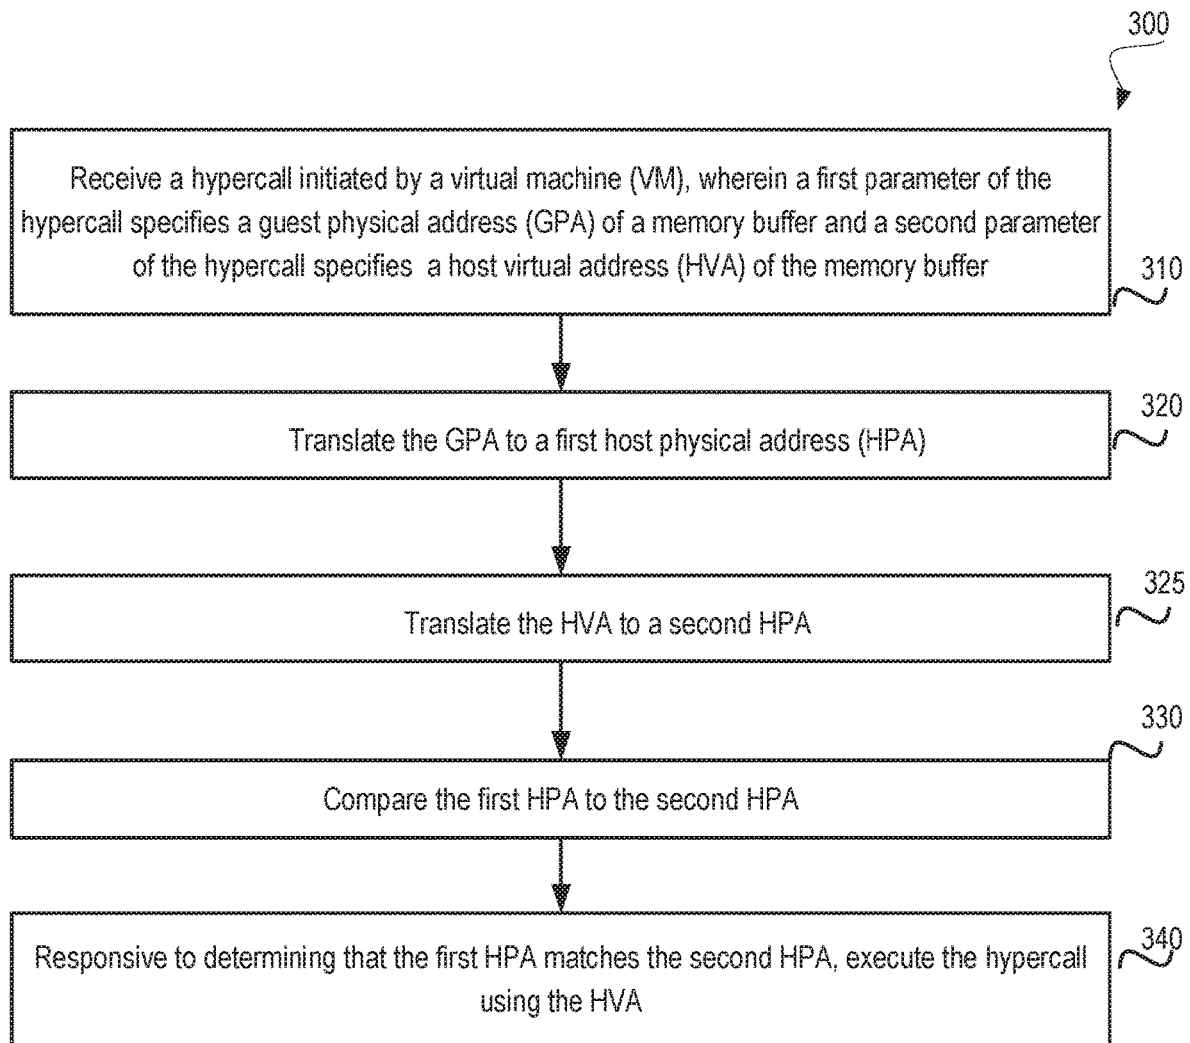 300
Receive a hypercall initiated by a virtual machine (VM), wherein a first parameter of the
hypercall specifies a guest physical address (GPA) of a memory buffer and a second parameter
of the hypercall specifies a host virtual address (HVA) of the memory buffer
310
320
Translate the GPA to a first host physical address (HPA)
325
Translate the HVA to a second HPA
330
Compare the first HPA to the second HPA
340
Responsive to determining that the first HPA matches the second HPA, execute the hypercall
using the HVA